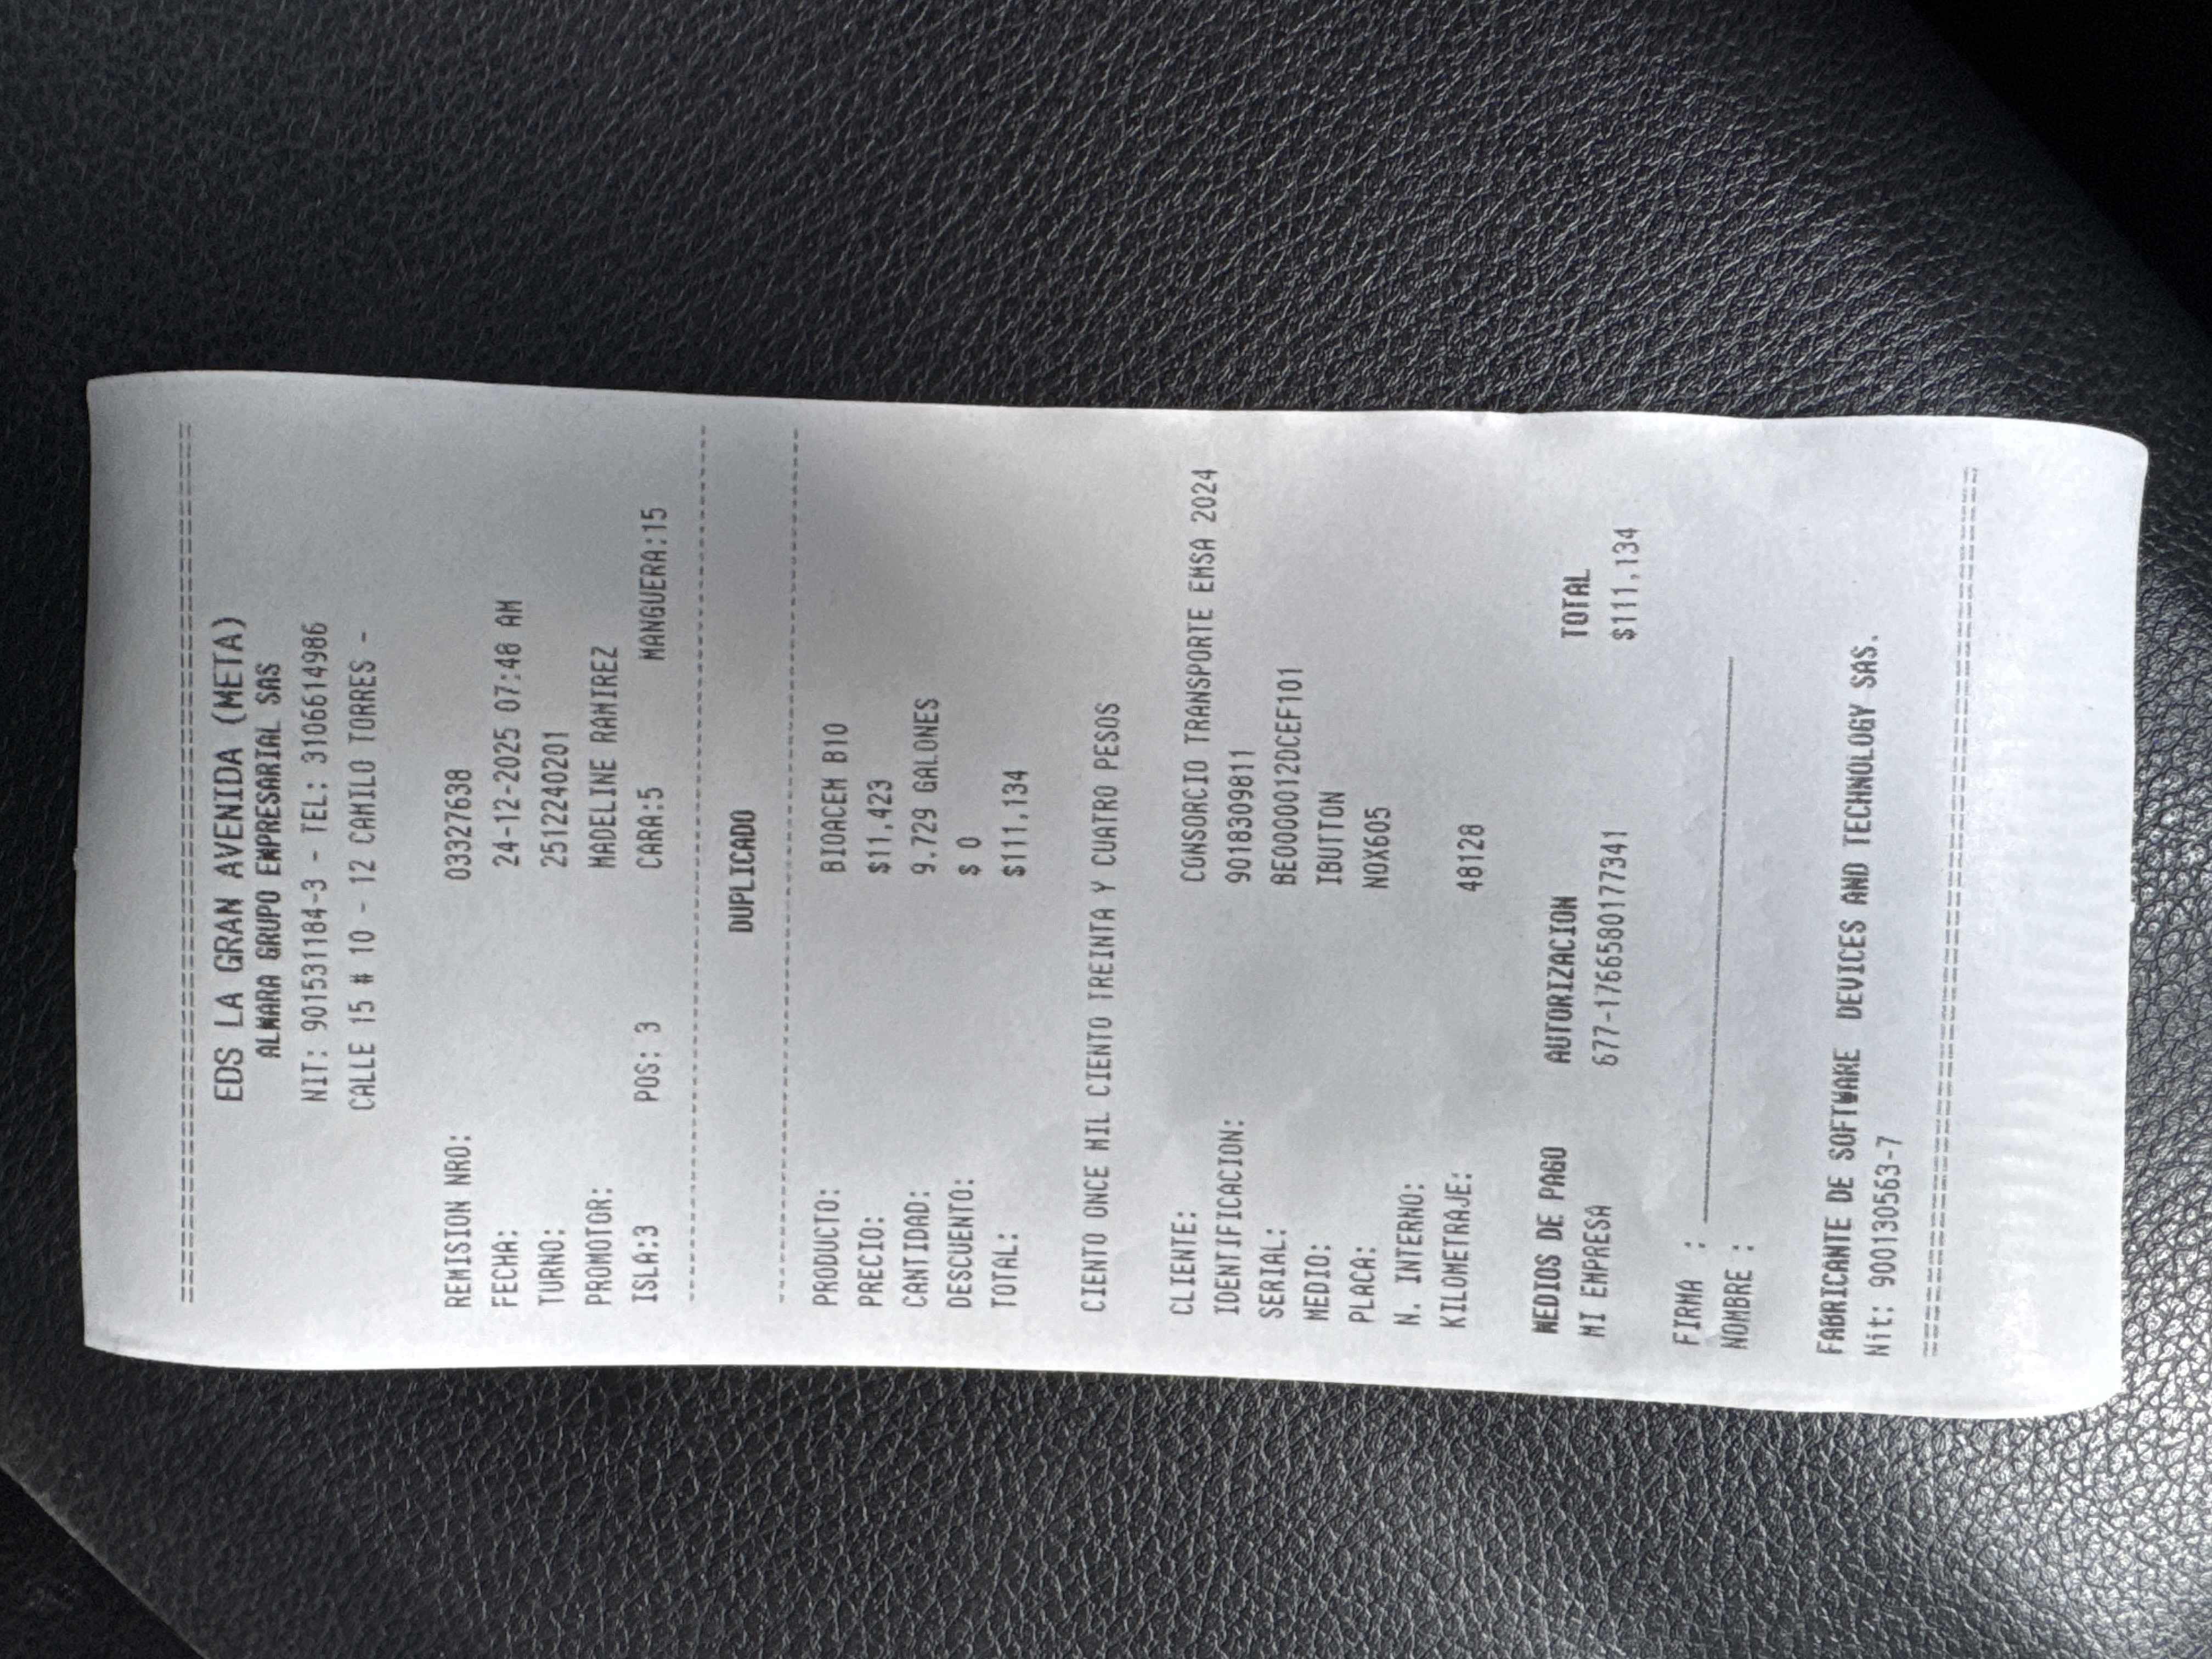 EDS LA GRAN AVENIDA (META)
ALMARA GRUPO EMPRESARIAL SAS
NIT: 901531184-3 - TEL: 3106614986
CALLE 15 # 10 - 12 CAMILO TORRES -
REMISION NRO: 03327638
FECHA: 24-12-2025 07:48 AM
TURNO: 2512240201
PROMOTOR: MADELINE RAMIREZ
ISLA:3 POS: 3 CARA:5 MANGUERA:15
DUPLICADO
PRODUCTO: BIOACEM B10
PRECIO: $11,423
CANTIDAD: 9.729 GALONES
DESCUENTO: $ 0
TOTAL: $111,134
CIENTO ONCE MIL CIENTO TREINTA Y CUATRO PESOS
CLIENTE: CONSORCIO TRANSPORTE EMSA 2024
IDENTIFICACION: 9018309811
SERIAL: BE0000012DCEF101
MEDIO: IBUTTON
PLACA: NOX605
N. INTERNO:
KILOMETRAJE: 48128
MEDIOS DE PAGO AUTORIZACION TOTAL
MI EMPRESA 677-1766580177341 $111,134
FIRMA :
NOMBRE :
FABRICANTE DE SOFTWARE DEVICES AND TECHNOLOGY SAS.
Nit: 900130563-7